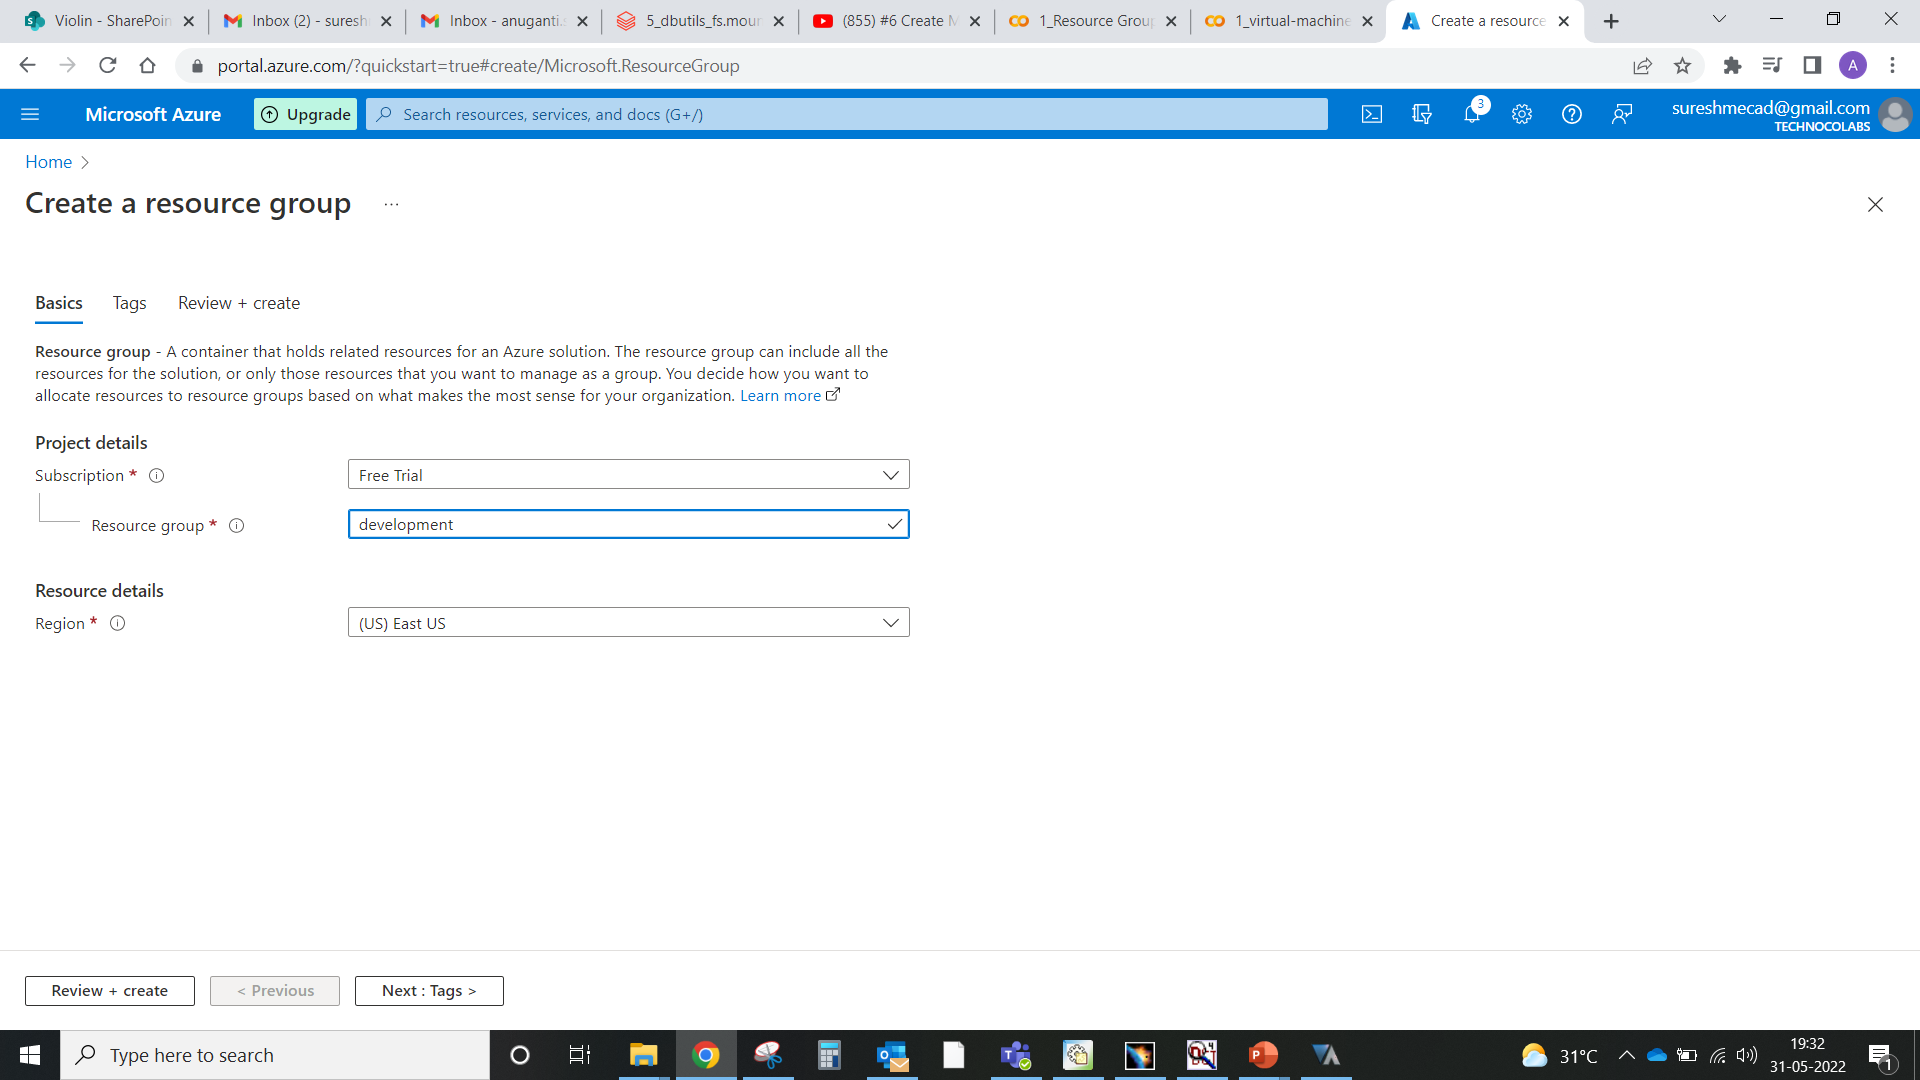 Violin - SharePoin
Inbox (2) - suresh
Inbox - anuganti.s
5_dbutils_fs.moun
(855) #6 Create M
1_Resource Group
1_virtual-machine
Create a resource
portal.azure.com/?quickstart=true#create/Microsoft.ResourceGroup
A
Microsoft Azure
Upgrade
Search resources, services, and docs (G+/)
3
sureshmecad@gmail.com
TECHNOCOLABS
Home >
Create a resource group ...
Basics
Tags
Review + create
Resource group - A container that holds related resources for an Azure solution. The resource group can include all the
resources for the solution, or only those resources that you want to manage as a group. You decide how you want to
allocate resources to resource groups based on what makes the most sense for your organization. Learn more
Project details
Subscription *
Free Trial
Resource group *
development
Resource details
Region *
(US) East US
Review + create
< Previous
Next : Tags >
Type here to search
31°C
19:32
31-05-2022
1